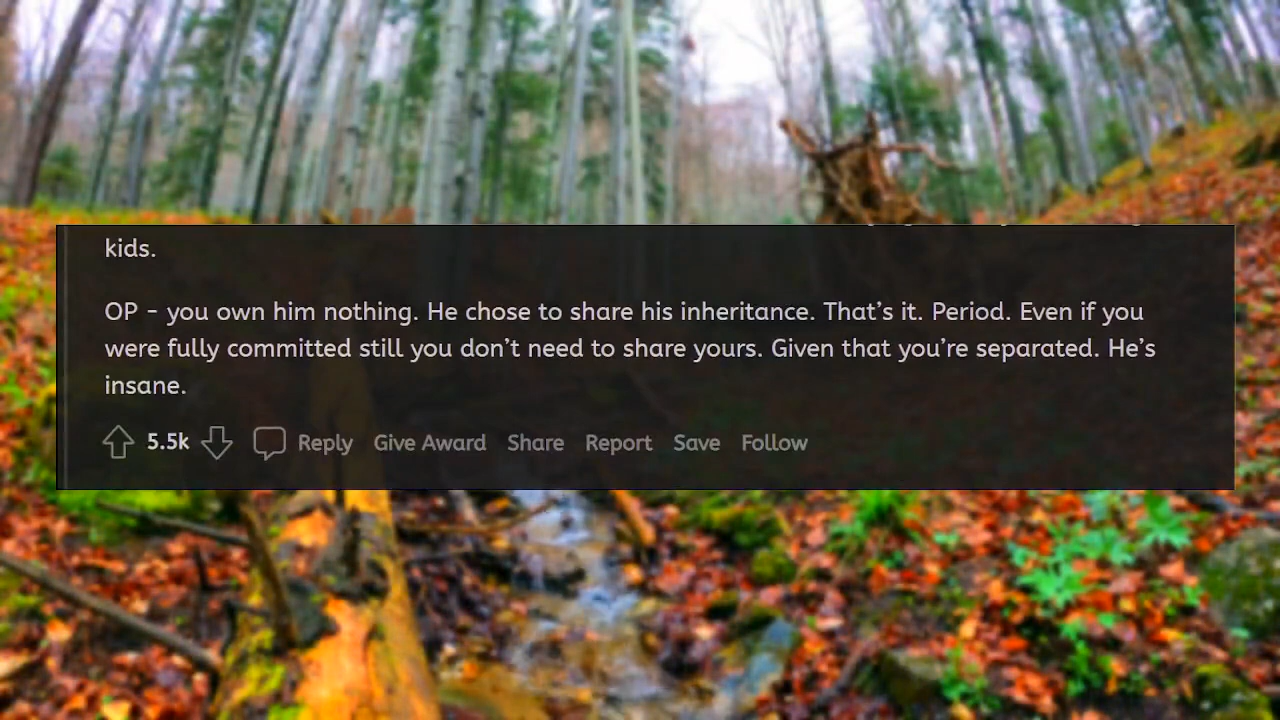 kids.
OP - you own him nothing. He chose to share his inheritance. That’s it. Period. Even if you
were fully committed still you don’t need to share yours. Given that you’re separated. He’s
insane.
5.5k Reply Give Award Share Report Save Follow